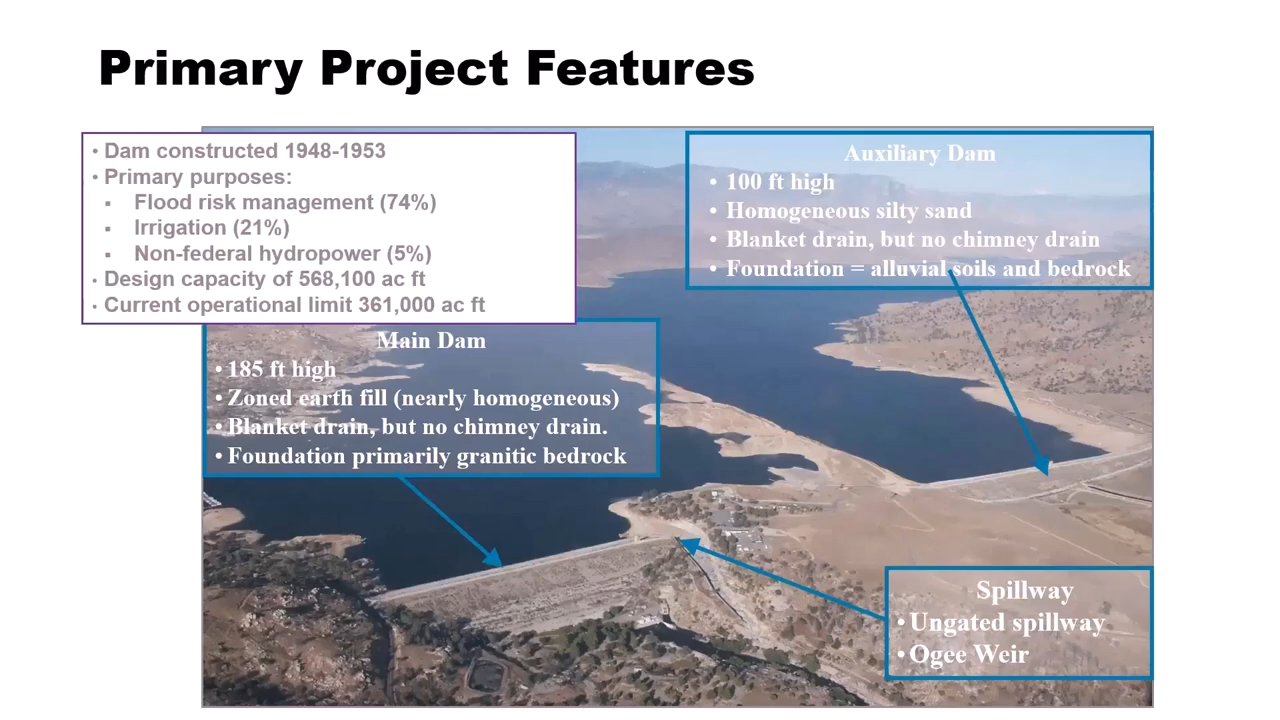 Primary Project Features
• Dam constructed 1948-1953
• Primary purposes:
▪ Flood risk management (74%)
▪ Irrigation (21%)
▪ Non-federal hydropower (5%)
• Design capacity of 568,100 ac ft
• Current operational limit 361,000 ac ft
Auxiliary Dam
• 100 ft high
• Homogeneous silty sand
• Blanket drain, but no chimney drain
• Foundation = alluvial soils and bedrock
Main Dam
• 185 ft high
• Zoned earth fill (nearly homogeneous)
• Blanket drain, but no chimney drain.
• Foundation primarily granitic bedrock
Spillway
• Ungated spillway
• Ogee Weir